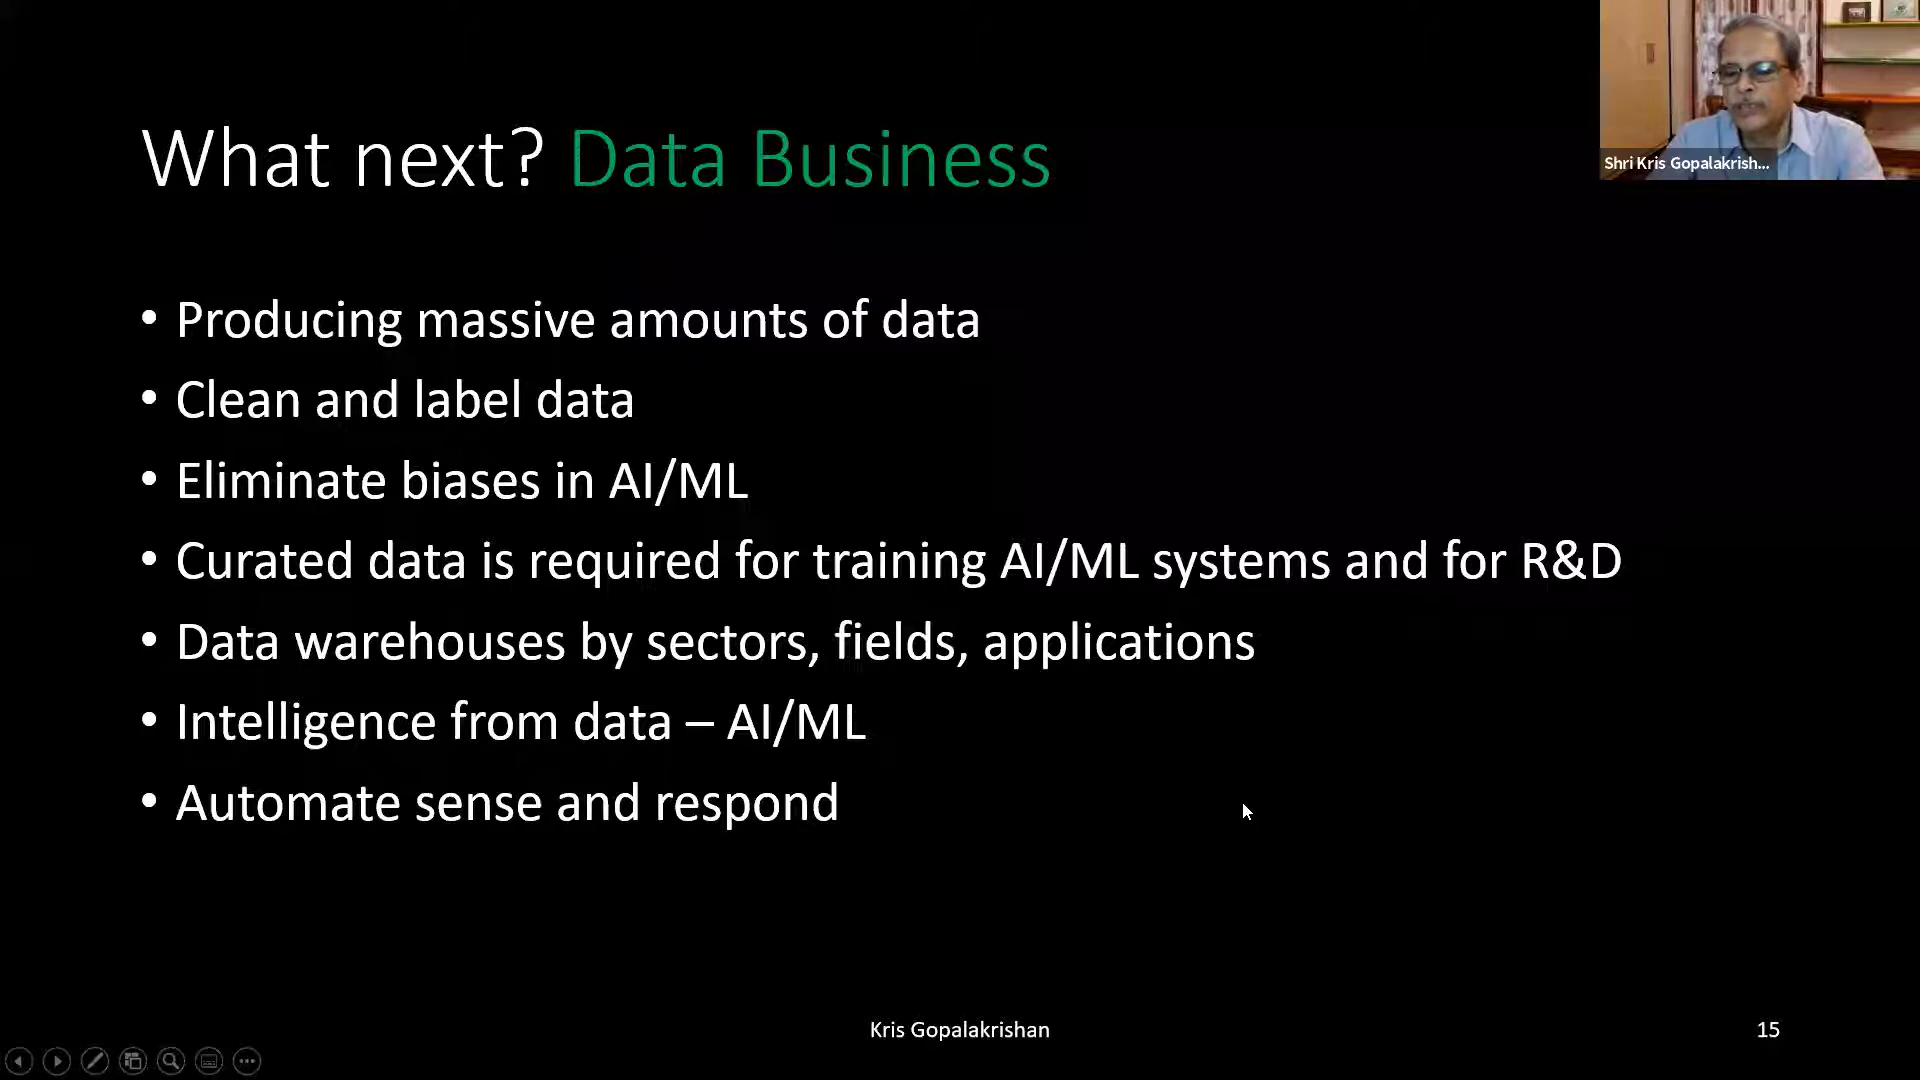 What next? Data Business
Shri Kris Gopalakrish...
• Producing massive amounts of data
• Clean and label data
• Eliminate biases in AI/ML
• Curated data is required for training AI/ML systems and for R&D
• Data warehouses by sectors, fields, applications
• Intelligence from data – AI/ML
• Automate sense and respond
Kris Gopalakrishan
15